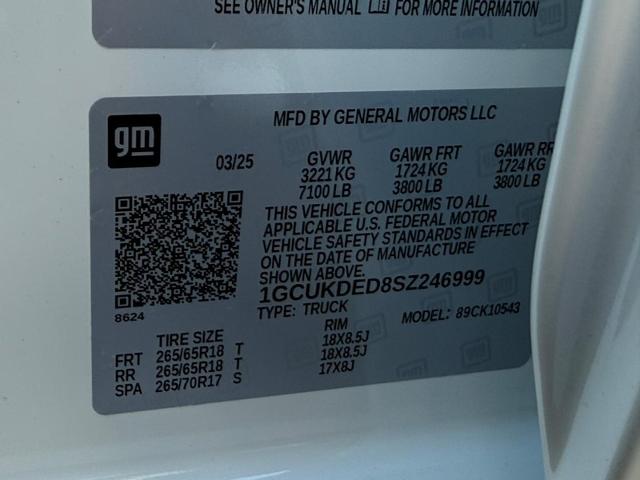 SEE OWNER'S MANUAL FOR MORE INFORMATION
gm
MFD BY GENERAL MOTORS LLC
03/25 GVWR GAWR FRT GAWR RR
3221 KG 1724 KG 1724 KG
7100 LB 3800 LB 3800 LB
THIS VEHICLE CONFORMS TO ALL
APPLICABLE U.S. FEDERAL MOTOR
VEHICLE SAFETY STANDARDS IN EFFECT
ON THE DATE OF MANUFACTURE
SHOWN ABOVE.
1GCUKDED8SZ246999
8624
TYPE: TRUCK MODEL: 89CK10543
TIRE SIZE RIM
FRT 265/65R18 T 18X8.5J
RR 265/65R18 T 18X8.5J
SPA 265/70R17 S 17X8J